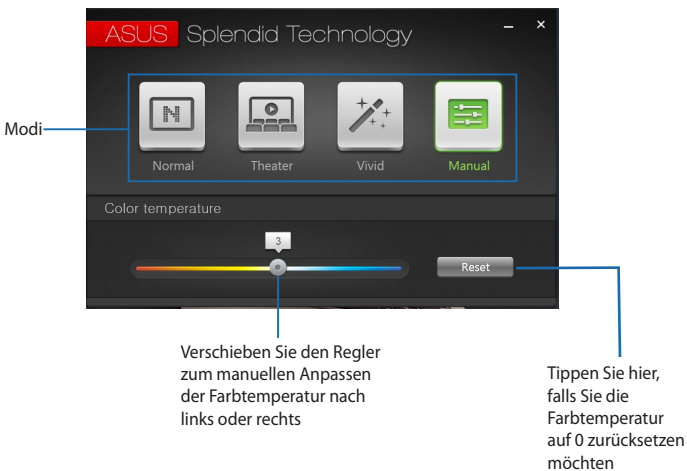 ASUS Splendid Technology
Modi
Normal Theater Vivid Manual
Color temperature
3
Reset
Verschieben Sie den Regler
zum manuellen Anpassen
der Farbtemperatur nach
links oder rechts
Tippen Sie hier,
falls Sie die
Farbtemperatur
auf 0 zurücksetzen
möchten